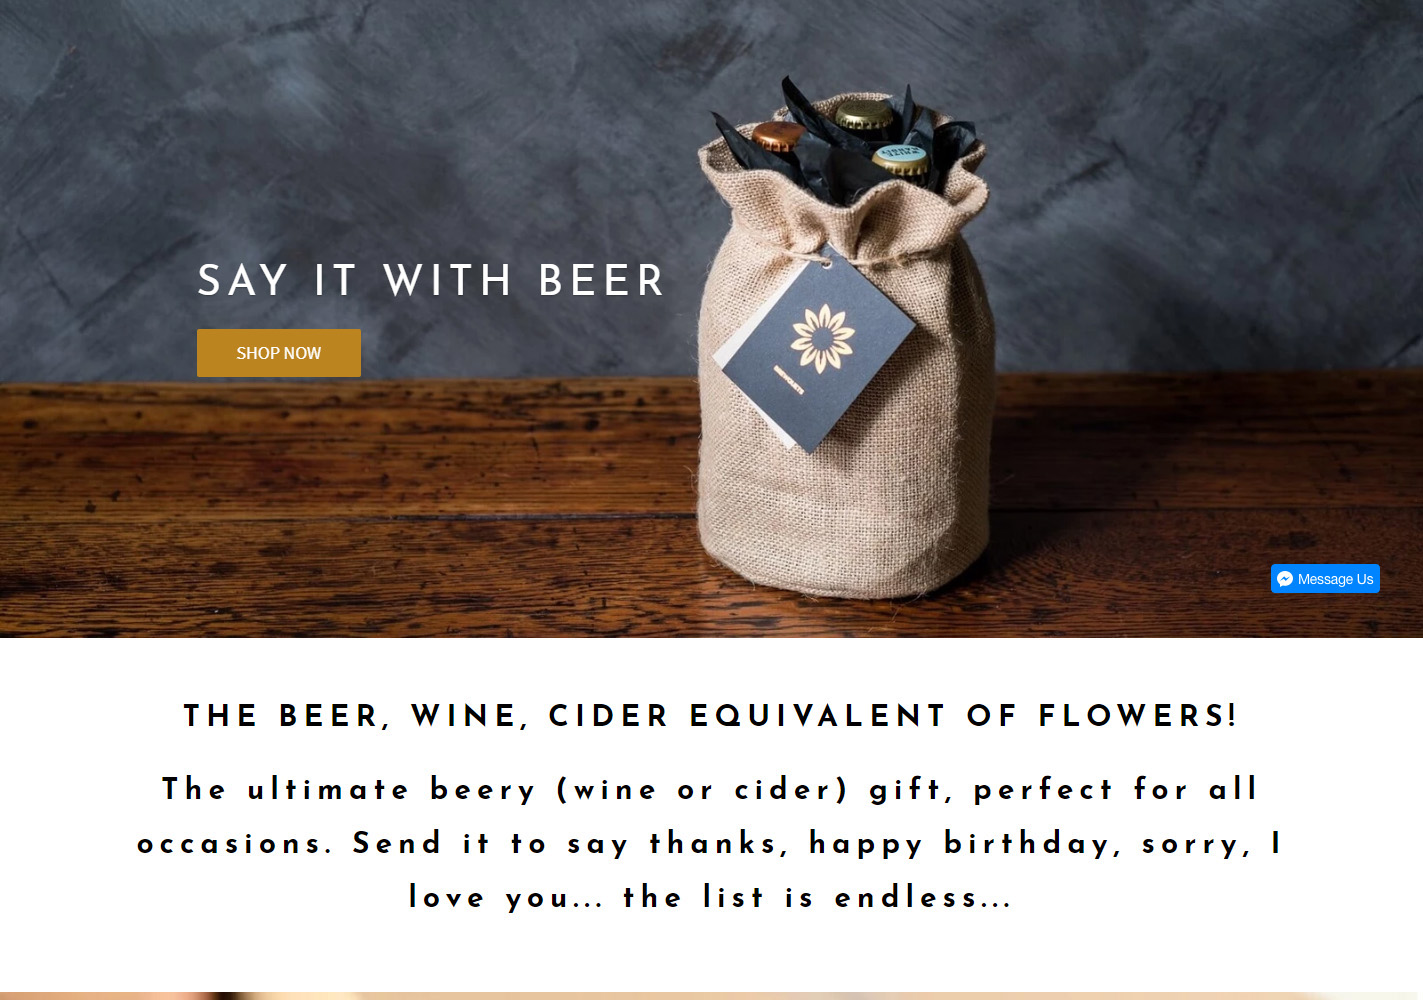 SAY IT WITH BEER
SHOP NOW
Message Us
THE BEER, WINE, CIDER EQUIVALENT OF FLOWERS!
The ultimate beery (wine or cider) gift, perfect for all
occasions. Send it to say thanks, happy birthday, sorry, I
love you... the list is endless...